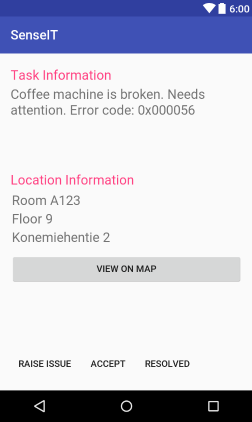 6:00
SenseIT
Task Information
Coffee machine is broken. Needs
attention. Error code: 0x000056
Location Information
Room A123
Floor 9
Konemiehentie 2
VIEW ON MAP
RAISE ISSUE ACCEPT RESOLVED